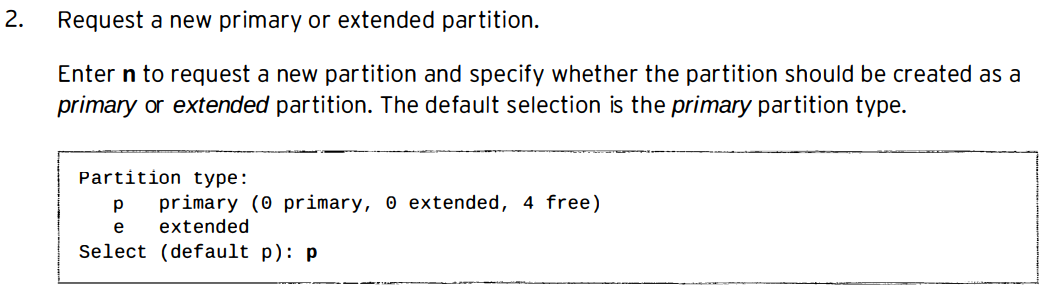 2. Request a new primary or extended partition.
Enter n to request a new partition and specify whether the partition should be created as a
primary or extended partition. The default selection is the primary partition type.
Partition type:
p primary (0 primary, 0 extended, 4 free)
e extended
Select (default p): p